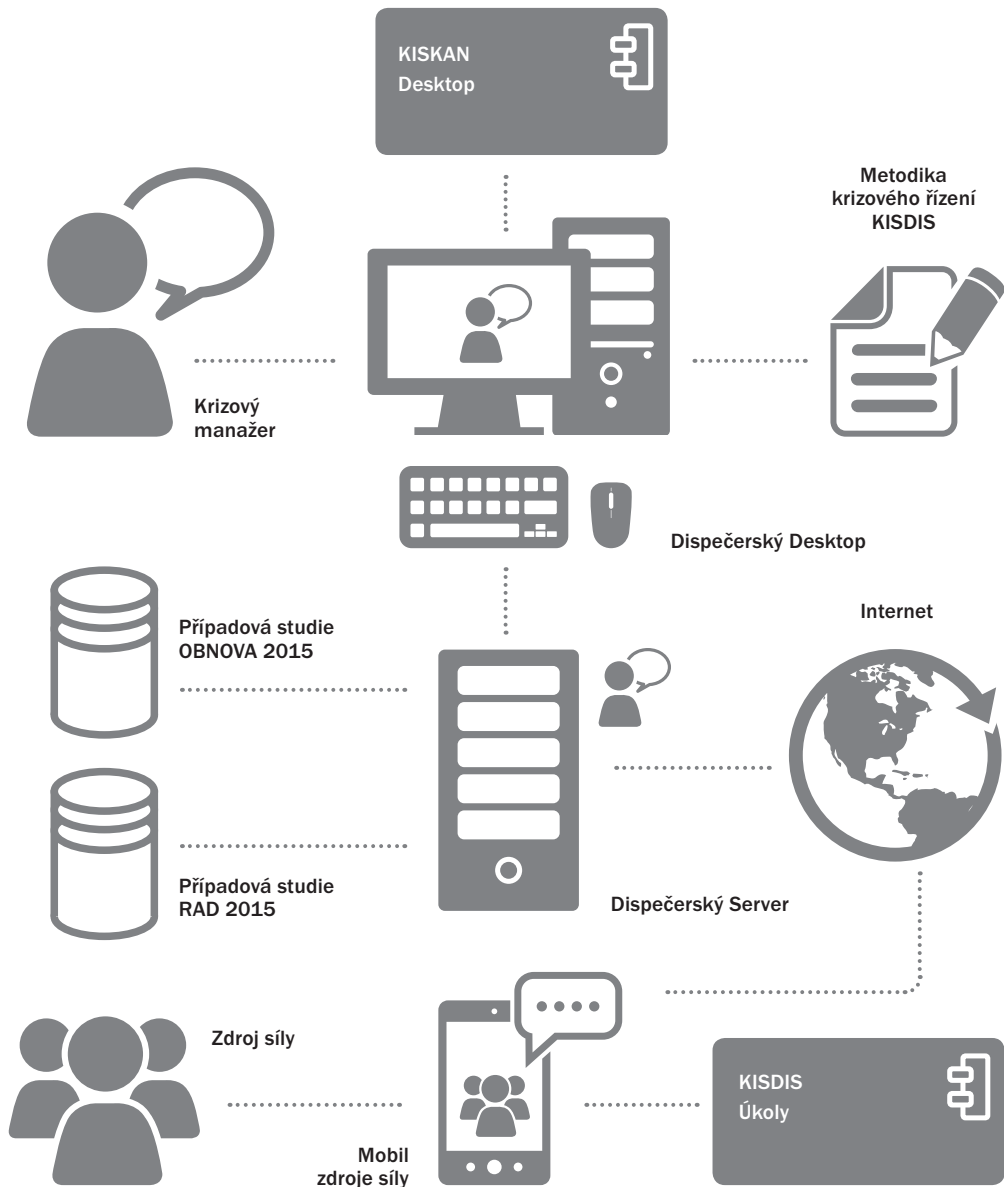 KISKAN
Desktop
Metodika
krizového řízení
KISDIS
Krizový
manažer
Dispečerský Desktop
Případová studie
OBNOVA 2015
Internet
Případová studie
RAD 2015
Dispečerský Server
Zdroj síly
KISDIS
Úkoly
Mobil
zdroje síly